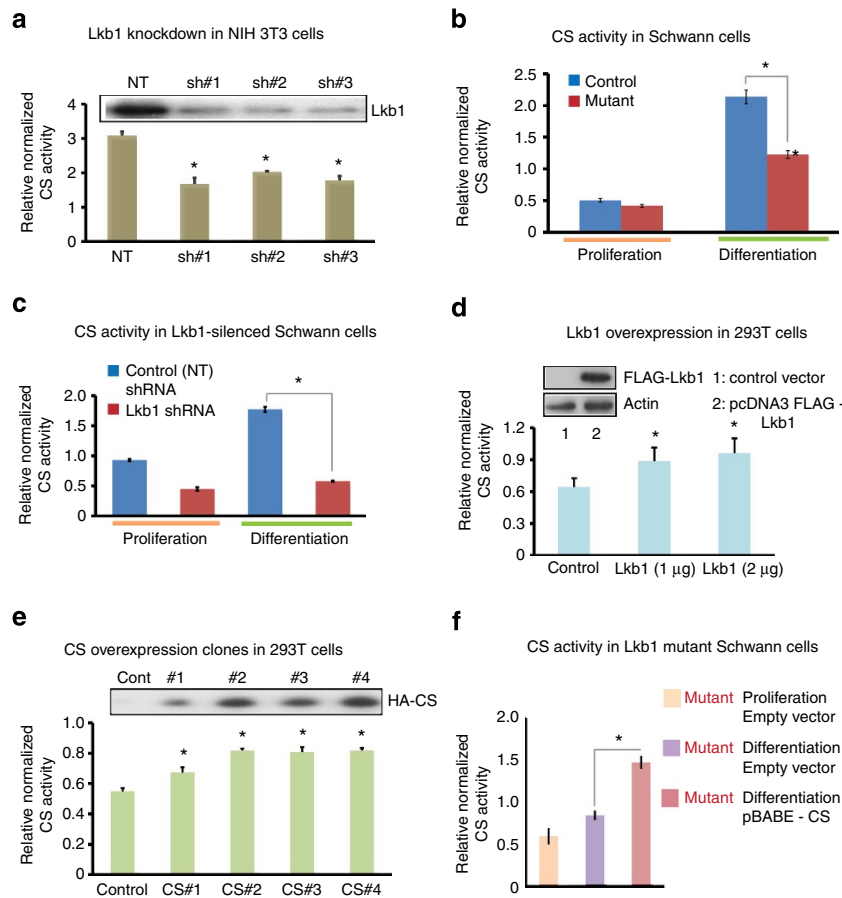 a
Lkb1 knockdown in NIH 3T3 cells
NT sh#1 sh#2 sh#3
Lkb1
Relative normalized
CS activity
4
3
2
1
0
* * *
NT sh#1 sh#2 sh#3
b
CS activity in Schwann cells
Relative normalized
CS activity
2.5
2.0
1.5
1.0
0.5
0
Control
Mutant
*
*
Proliferation Differentiation
c
CS activity in Lkb1-silenced Schwann cells
Control (NT)
shRNA
Lkb1 shRNA
Relative normalized
CS activity
2.0
1.5
1.0
0.5
0
*
Proliferation Differentiation
d
Lkb1 overexpression in 293T cells
FLAG-Lkb1 1: control vector
Actin 2: pcDNA3 FLAG -
Lkb1
1 2
Relative normalized
CS activity
1.2
0.9
0.6
0.3
0
* *
Control Lkb1 (1 μg) Lkb1 (2 μg)
e
CS overexpression clones in 293T cells
Cont #1 #2 #3 #4
HA-CS
Relative normalized
CS activity
1.0
0.8
0.6
0.4
0.2
0
* * * *
Control CS#1 CS#2 CS#3 CS#4
f
CS activity in Lkb1 mutant Schwann cells
Relative normalized
CS activity
2.0
1.5
1.0
0.5
0
*
Mutant Proliferation
Empty vector
Mutant Differentiation
Empty vector
Mutant Differentiation
pBABE - CS